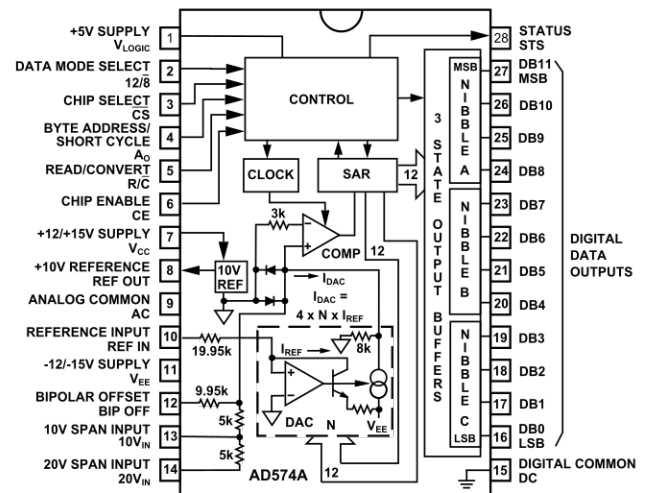 +5V SUPPLY
VLOGIC
1
DATA MODE SELECT
12/8̅
2
CHIP SELECT
C̅S̅
3
BYTE ADDRESS/
SHORT CYCLE
AO
4
READ/CONVERT
R/C̅
5
CHIP ENABLE
CE
6
+12/+15V SUPPLY
VCC
7
+10V REFERENCE
REF OUT
8
ANALOG COMMON
AC
9
REFERENCE INPUT
REF IN
10
-12/-15V SUPPLY
VEE
11
BIPOLAR OFFSET
BIP OFF
12
10V SPAN INPUT
10VIN
13
20V SPAN INPUT
20VIN
14
CONTROL
CLOCK
SAR
12
3k
COMP
12
10V
REF
IDAC
IDAC =
4 x N x IREF
19.95k
IREF
8k
9.95k
DAC
N
VEE
5k
5k
12
AD574A
3 STATE OUTPUT BUFFERS
MSB
NIBBLE A
NIBBLE B
NIBBLE C
LSB
28
STATUS
STS
27
DB11
MSB
26
DB10
25
DB9
24
DB8
23
DB7
22
DB6
21
DB5
20
DB4
19
DB3
18
DB2
17
DB1
16
DB0
LSB
15
DIGITAL COMMON
DC
DIGITAL
DATA
OUTPUTS